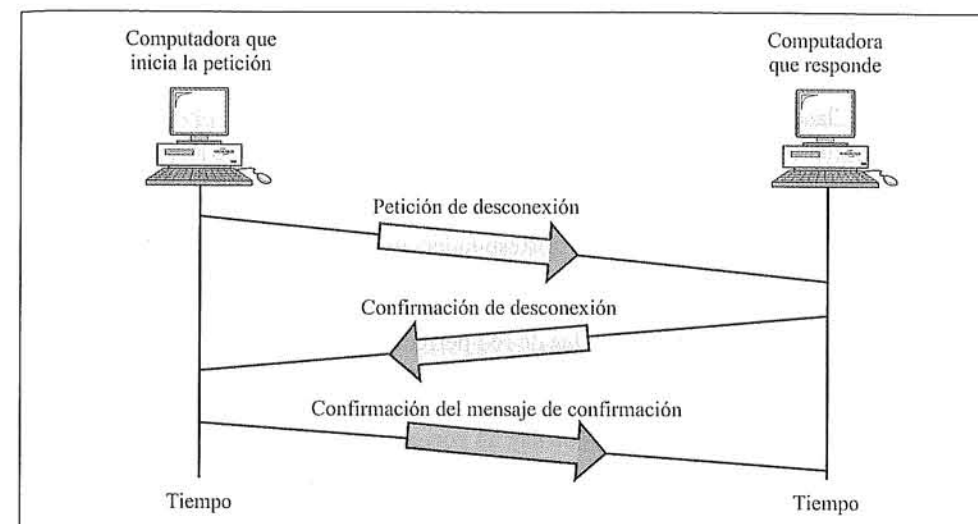 Computadora que
inicia la petición
Computadora
que responde
Petición de desconexión
Confirmación de desconexión
Confirmación del mensaje de confirmación
Tiempo
Tiempo